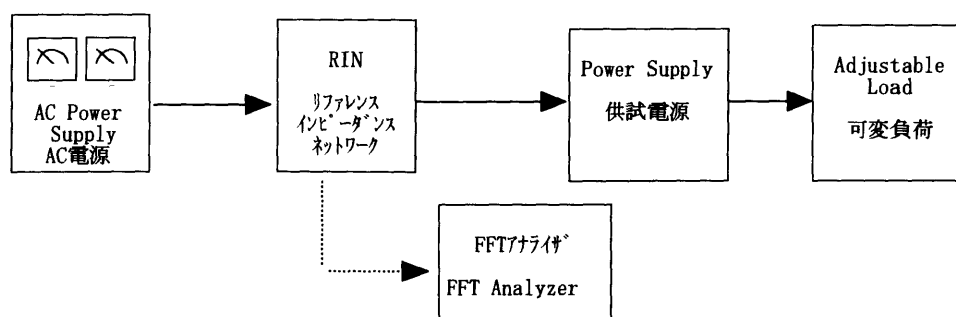 AC Power
Supply
AC電源
RIN
リファレンス
インピーダンス
ネットワーク
Power Supply
供試電源
Adjustable
Load
可変負荷
FFTアナライザ
FFT Analyzer